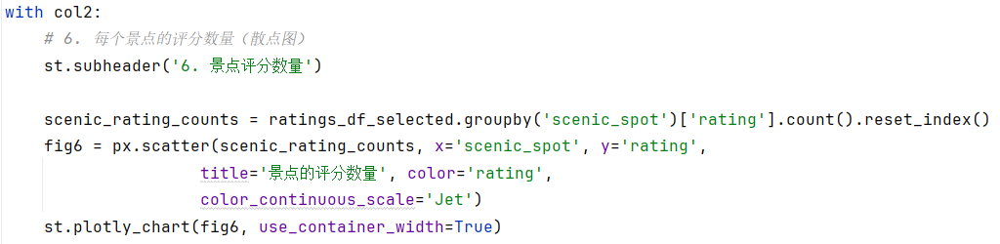 with col2:
    # 6. 每个景点的评分数量（散点图）
    st.subheader('6. 景点评分数量')

    scenic_rating_counts = ratings_df_selected.groupby('scenic_spot')['rating'].count().reset_index()
    fig6 = px.scatter(scenic_rating_counts, x='scenic_spot', y='rating',
                    title='景点的评分数量', color='rating',
                    color_continuous_scale='Jet')
    st.plotly_chart(fig6, use_container_width=True)